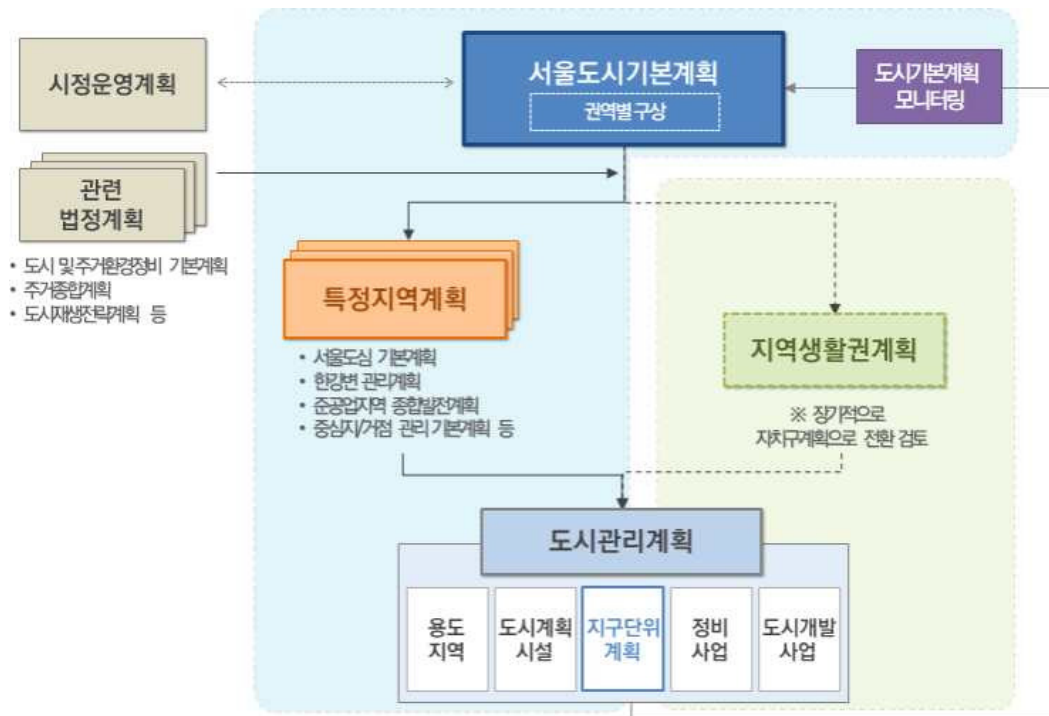 시정운영계획
서울도시기본계획
권역별 구상
도시기본계획
모니터링
관련
법정계획
• 도시 및 주거환경정비 기본계획
• 주거종합계획
• 도시재생전략계획 등
특정지역계획
• 서울도심 기본계획
• 한강변 관리계획
• 준공업지역 종합발전계획
• 중심지/거점 관리 기본계획 등
지역생활권계획
※ 장기적으로
자치구계획으로 전환 검토
도시관리계획
용도
지역
도시계획
시설
지구단위
계획
정비
사업
도시개발
사업